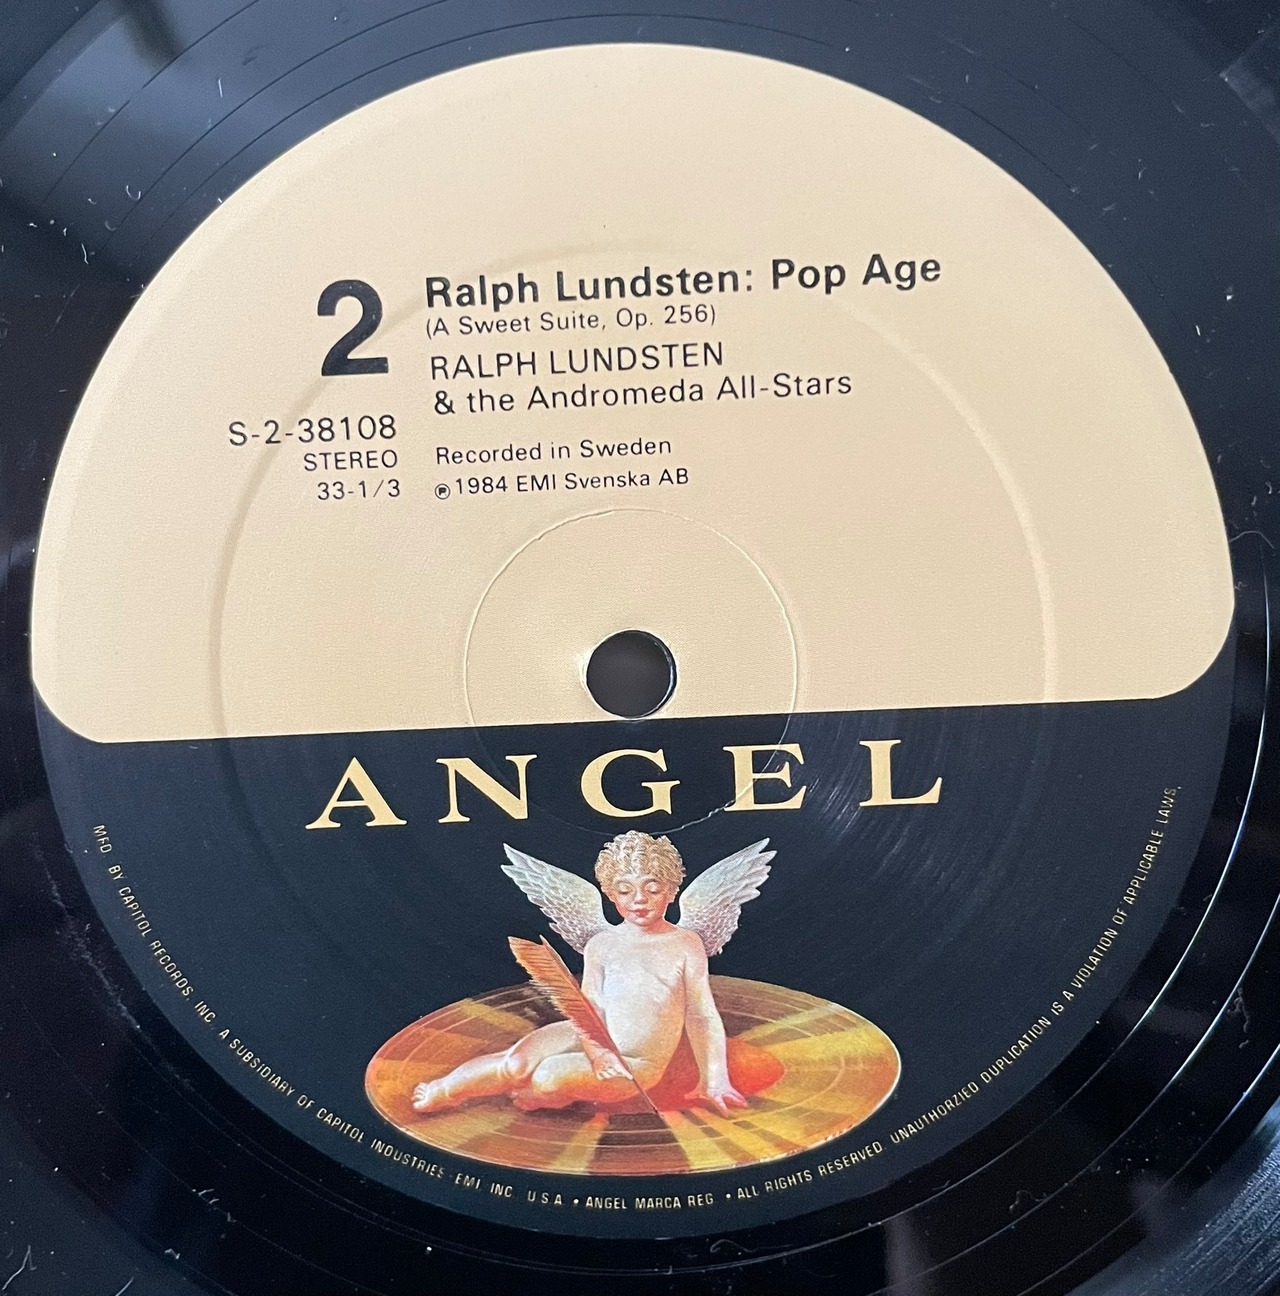 2
Ralph Lundsten: Pop Age
(A Sweet Suite, Op. 256)
RALPH LUNDSTEN
& the Andromeda All-Stars
S-2-38108
STEREO
33-1/3
Recorded in Sweden
℗1984 EMI Svenska AB
ANGEL
MFD. BY CAPITOL RECORDS, INC. A SUBSIDIARY OF CAPITOL INDUSTRIES-EMI, INC. U.S.A. • ANGEL MARCA REG. • ALL RIGHTS RESERVED. UNAUTHORZIED DUPLICATION IS A VIOLATION OF APPLICABLE LAWS.